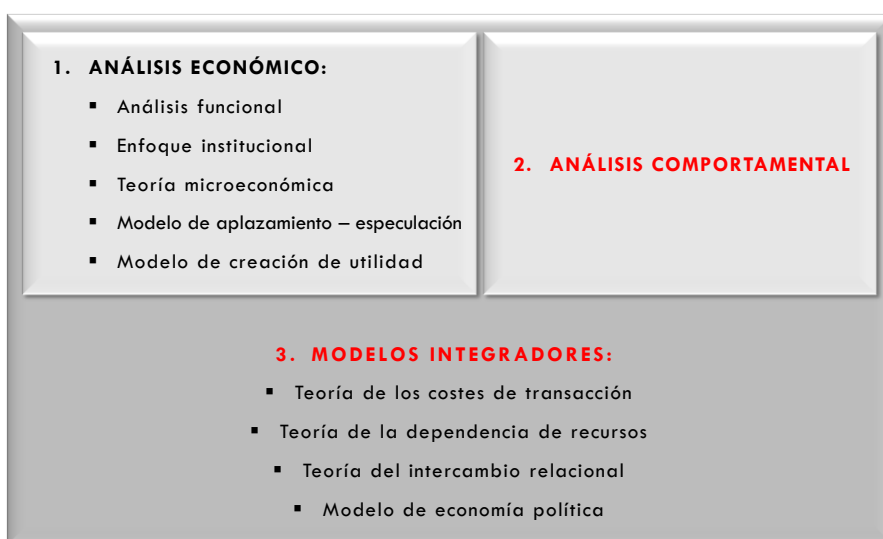 1. ANÁLISIS ECONÓMICO:
▪ Análisis funcional
▪ Enfoque institucional
▪ Teoría microeconómica
▪ Modelo de aplazamiento – especulación
▪ Modelo de creación de utilidad
2. ANÁLISIS COMPORTAMENTAL
3. MODELOS INTEGRADORES:
▪ Teoría de los costes de transacción
▪ Teoría de la dependencia de recursos
▪ Teoría del intercambio relacional
▪ Modelo de economía política